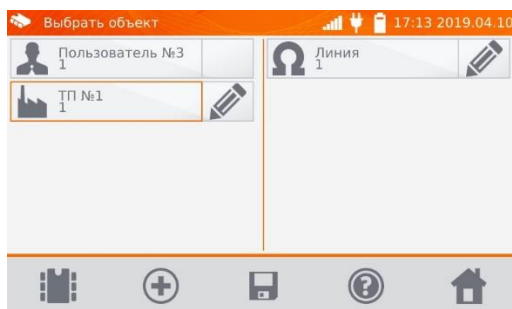 Выбрать объект
17:13 2019.04.10
Пользователь №3
1
ТП №1
1
Линия
1